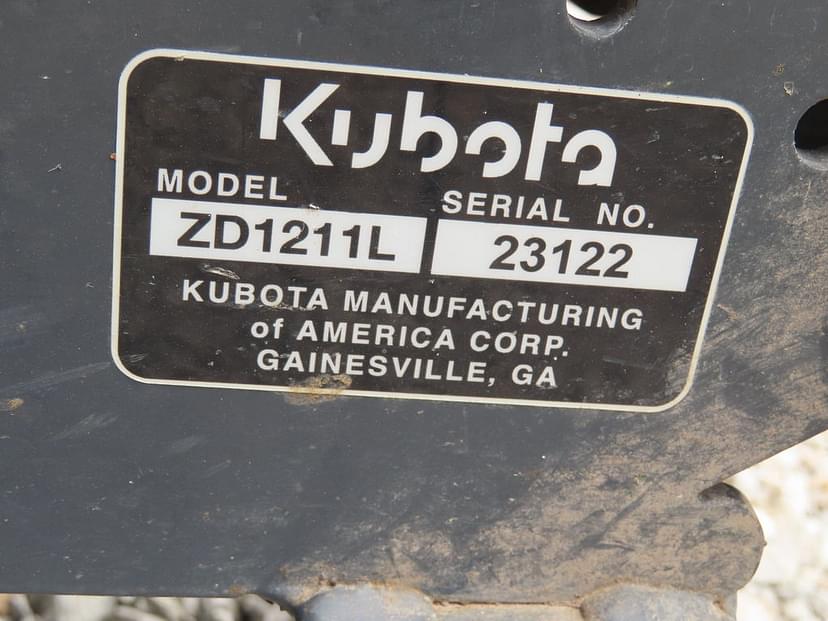 Kubota
MODEL SERIAL NO.
ZD1211L 23122
KUBOTA MANUFACTURING
of AMERICA CORP.
GAINESVILLE, GA